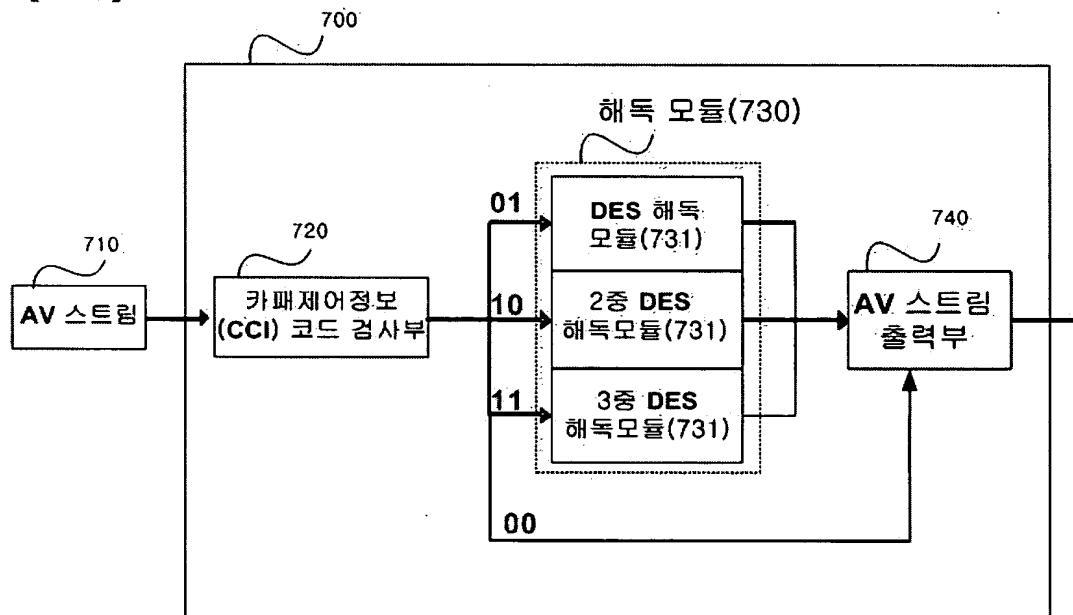 700
해독 모듈(730)
01
DES 해독
모듈(731)
710
720
740
AV 스트림
카패제어정보
(CCI) 코드 검사부
10
2중 DES
해독모듈(731)
AV 스트림
출력부
11
3중 DES
해독모듈(731)
00